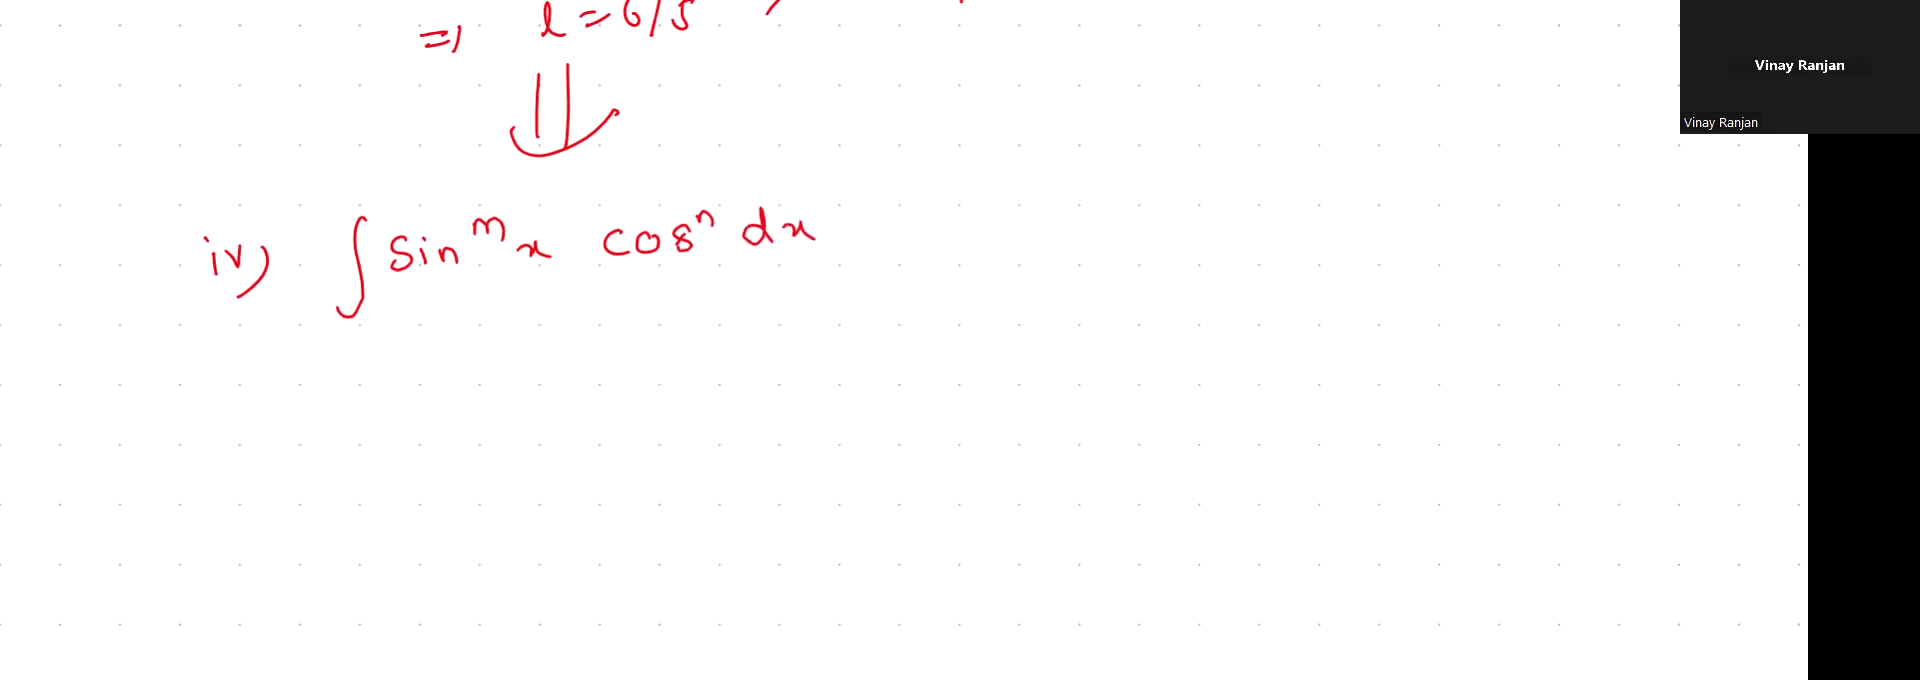 => l = 6/5
Vinay Ranjan
Vinay Ranjan
iv) ∫ sin^m x cos^n dx